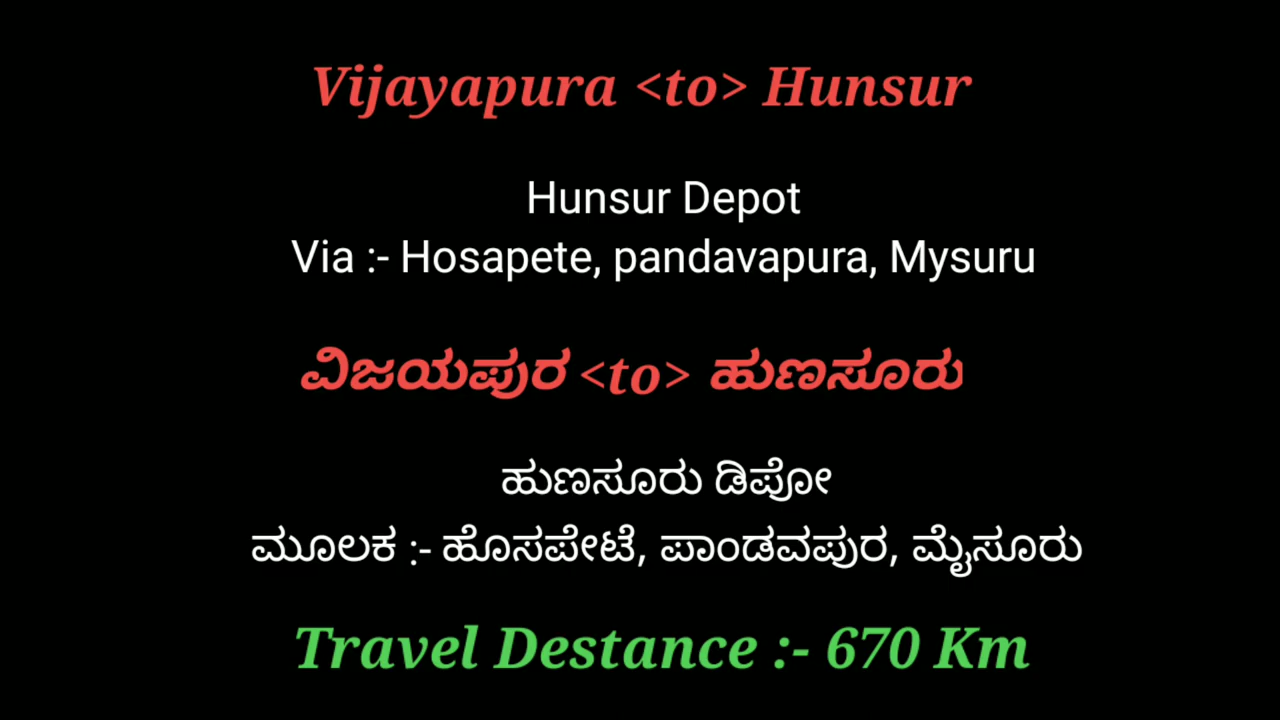 Vijayapura <to> Hunsur
Hunsur Depot
Via :- Hosapete, pandavapura, Mysuru
ವಿಜಯಪುರ <to> ಹುಣಸೂರು
ಹುಣಸೂರು ಡಿಪೋ
ಮೂಲಕ :- ಹೊಸಪೇಟೆ, ಪಾಂಡವಪುರ, ಮೈಸೂರು
Travel Destance :- 670 Km